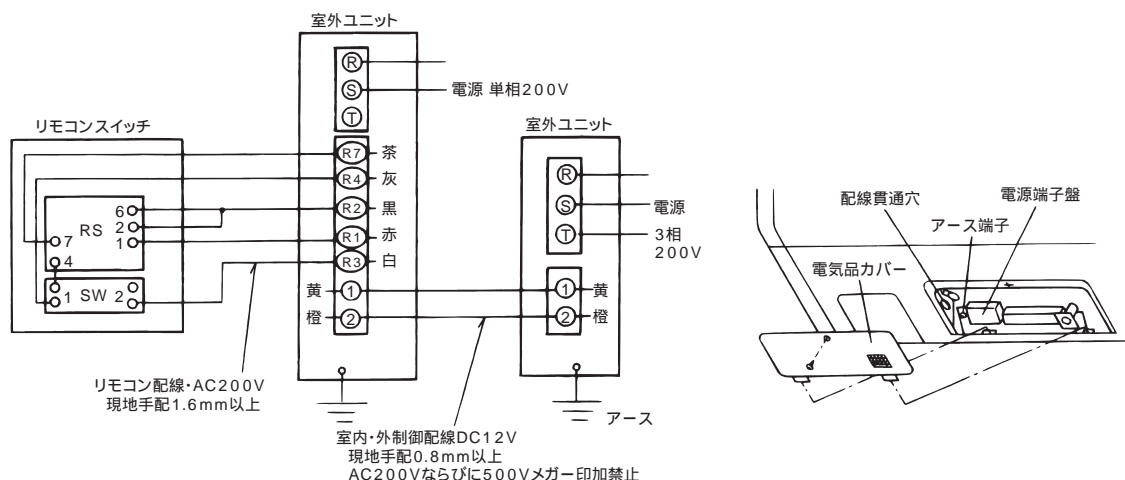 室外ユニット
R
S
T
電源 単相200V
リモコンスイッチ
R7 茶
R4 灰
R2 黒
R1 赤
R3 白
黄 1
橙 2
RS
6
2
1
7
4
1 SW 2
室外ユニット
R
S
T
電源
3相
200V
1 黄
2 橙
アース
リモコン配線・AC200V
現地手配1.6mm以上
室内・外制御配線DC12V
現地手配0.8mm以上
AC200Vならびに500Vメガー印加禁止
配線貫通穴
電源端子盤
アース端子
電気品カバー